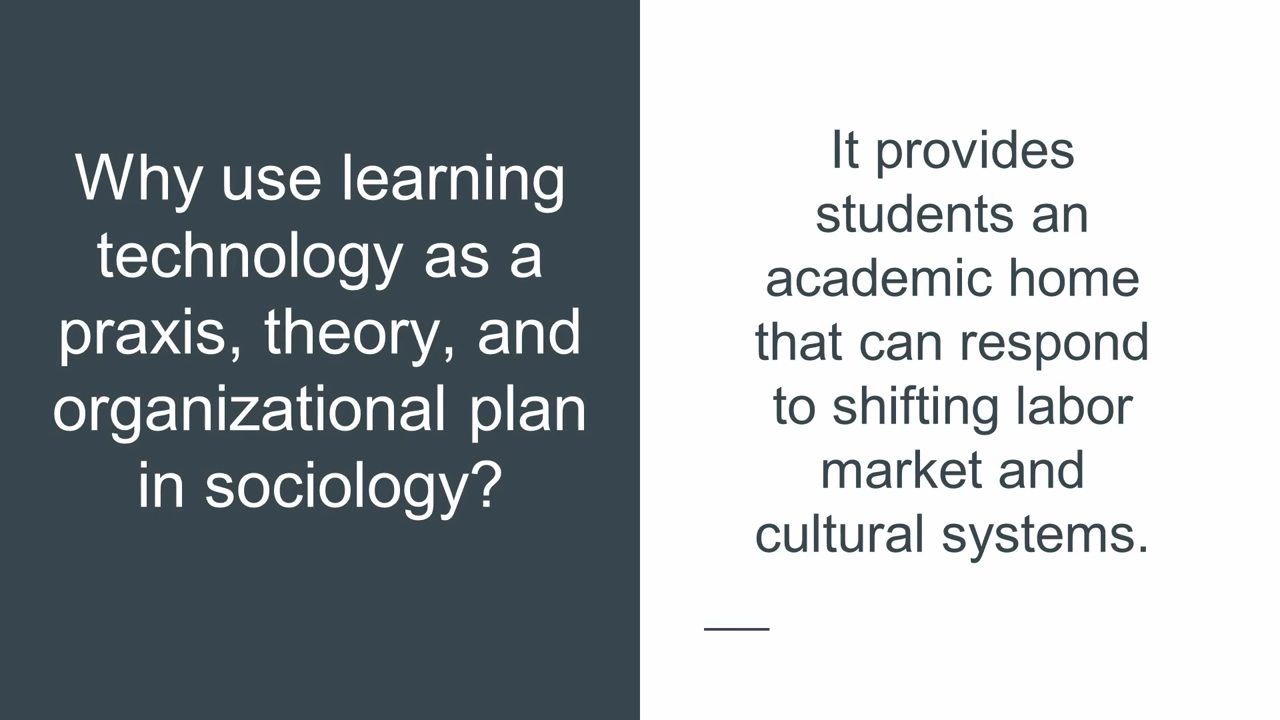 Why use learning
technology as a
praxis, theory, and
organizational plan
in sociology?
It provides
students an
academic home
that can respond
to shifting labor
market and
cultural systems.